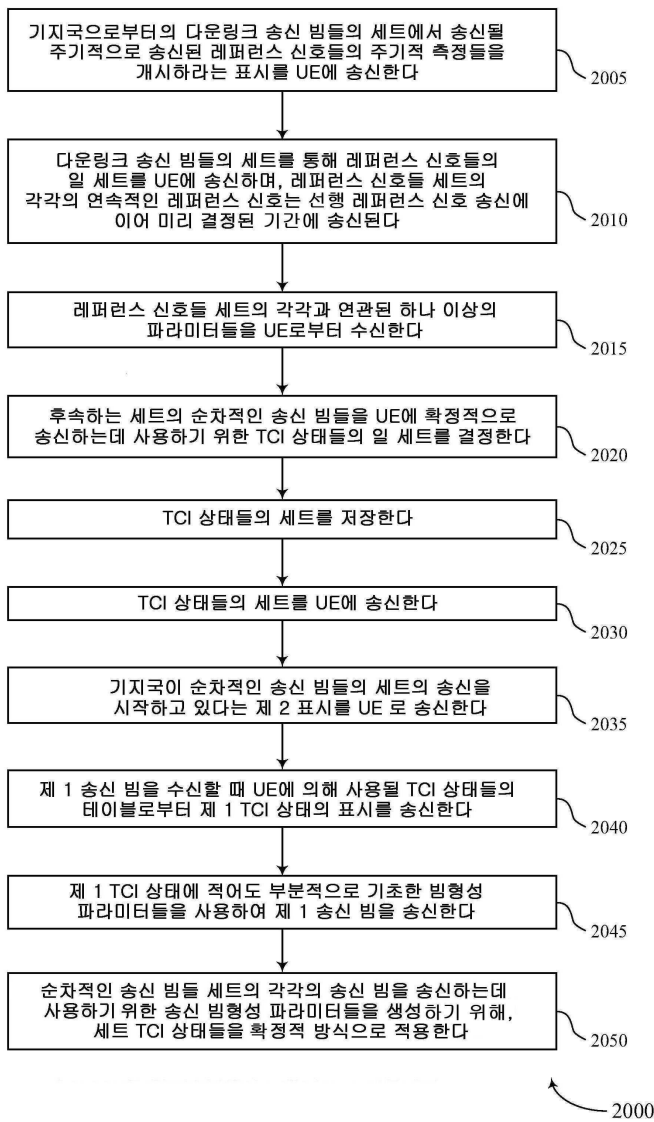 기지국으로부터의 다운링크 송신 빔들의 세트에서 송신될
주기적으로 송신된 레퍼런스 신호들의 주기적 측정들을
개시하라는 표시를 UE에 송신한다
2005
다운링크 송신 빔들의 세트를 통해 레퍼런스 신호들의
일 세트를 UE에 송신하며, 레퍼런스 신호들 세트의
각각의 연속적인 레퍼런스 신호는 선행 레퍼런스 신호 송신에
이어 미리 결정된 기간에 송신된다
2010
레퍼런스 신호들 세트의 각각과 연관된 하나 이상의
파라미터들을 UE로부터 수신한다
2015
후속하는 세트의 순차적인 송신 빔들을 UE에 확정적으로
송신하는데 사용하기 위한 TCI 상태들의 일 세트를 결정한다
2020
TCI 상태들의 세트를 저장한다
2025
TCI 상태들의 세트를 UE에 송신한다
2030
기지국이 순차적인 송신 빔들의 세트의 송신을
시작하고 있다는 제 2 표시를 UE 로 송신한다
2035
제 1 송신 빔을 수신할 때 UE에 의해 사용될 TCI 상태들의
테이블로부터 제 1 TCI 상태의 표시를 송신한다
2040
제 1 TCI 상태에 적어도 부분적으로 기초한 빔형성
파라미터들을 사용하여 제 1 송신 빔을 송신한다
2045
순차적인 송신 빔들 세트의 각각의 송신 빔을 송신하는데
사용하기 위한 송신 빔형성 파라미터들을 생성하기 위해,
세트 TCI 상태들을 확정적 방식으로 적용한다
2050
2000